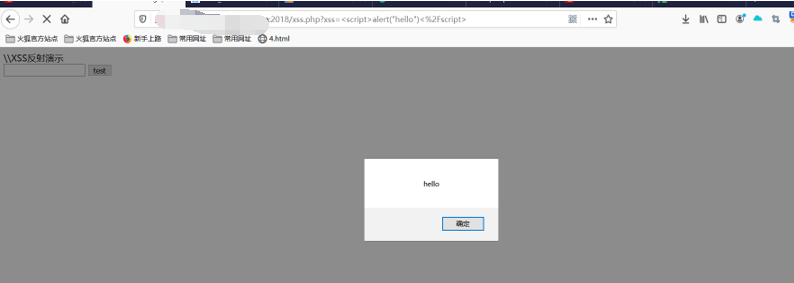 2018/xss.php?xss=<script>alert("hello")<%2Fscript>
火狐官方站点 火狐官方站点 新手上路 常用网址 常用网址 4.html
\\XSS反射演示
test
hello
确定